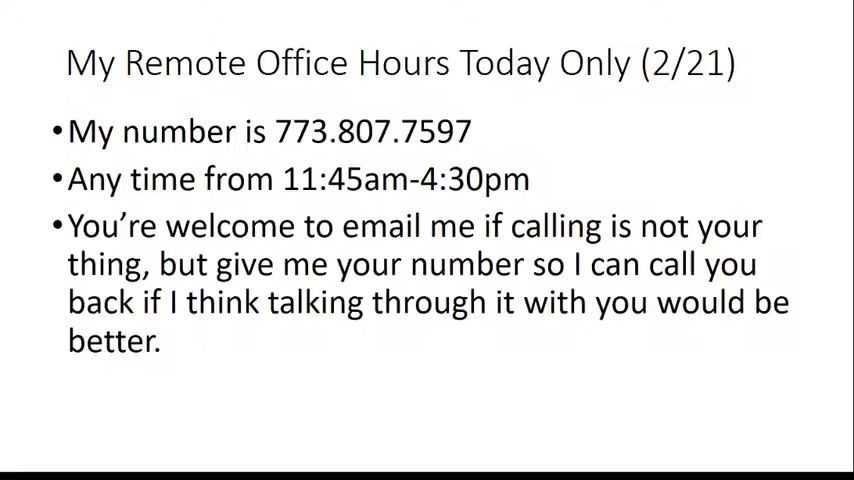 My Remote Office Hours Today Only (2/21)
•My number is 773.807.7597
•Any time from 11:45am-4:30pm
•You’re welcome to email me if calling is not your
thing, but give me your number so I can call you
back if I think talking through it with you would be
better.